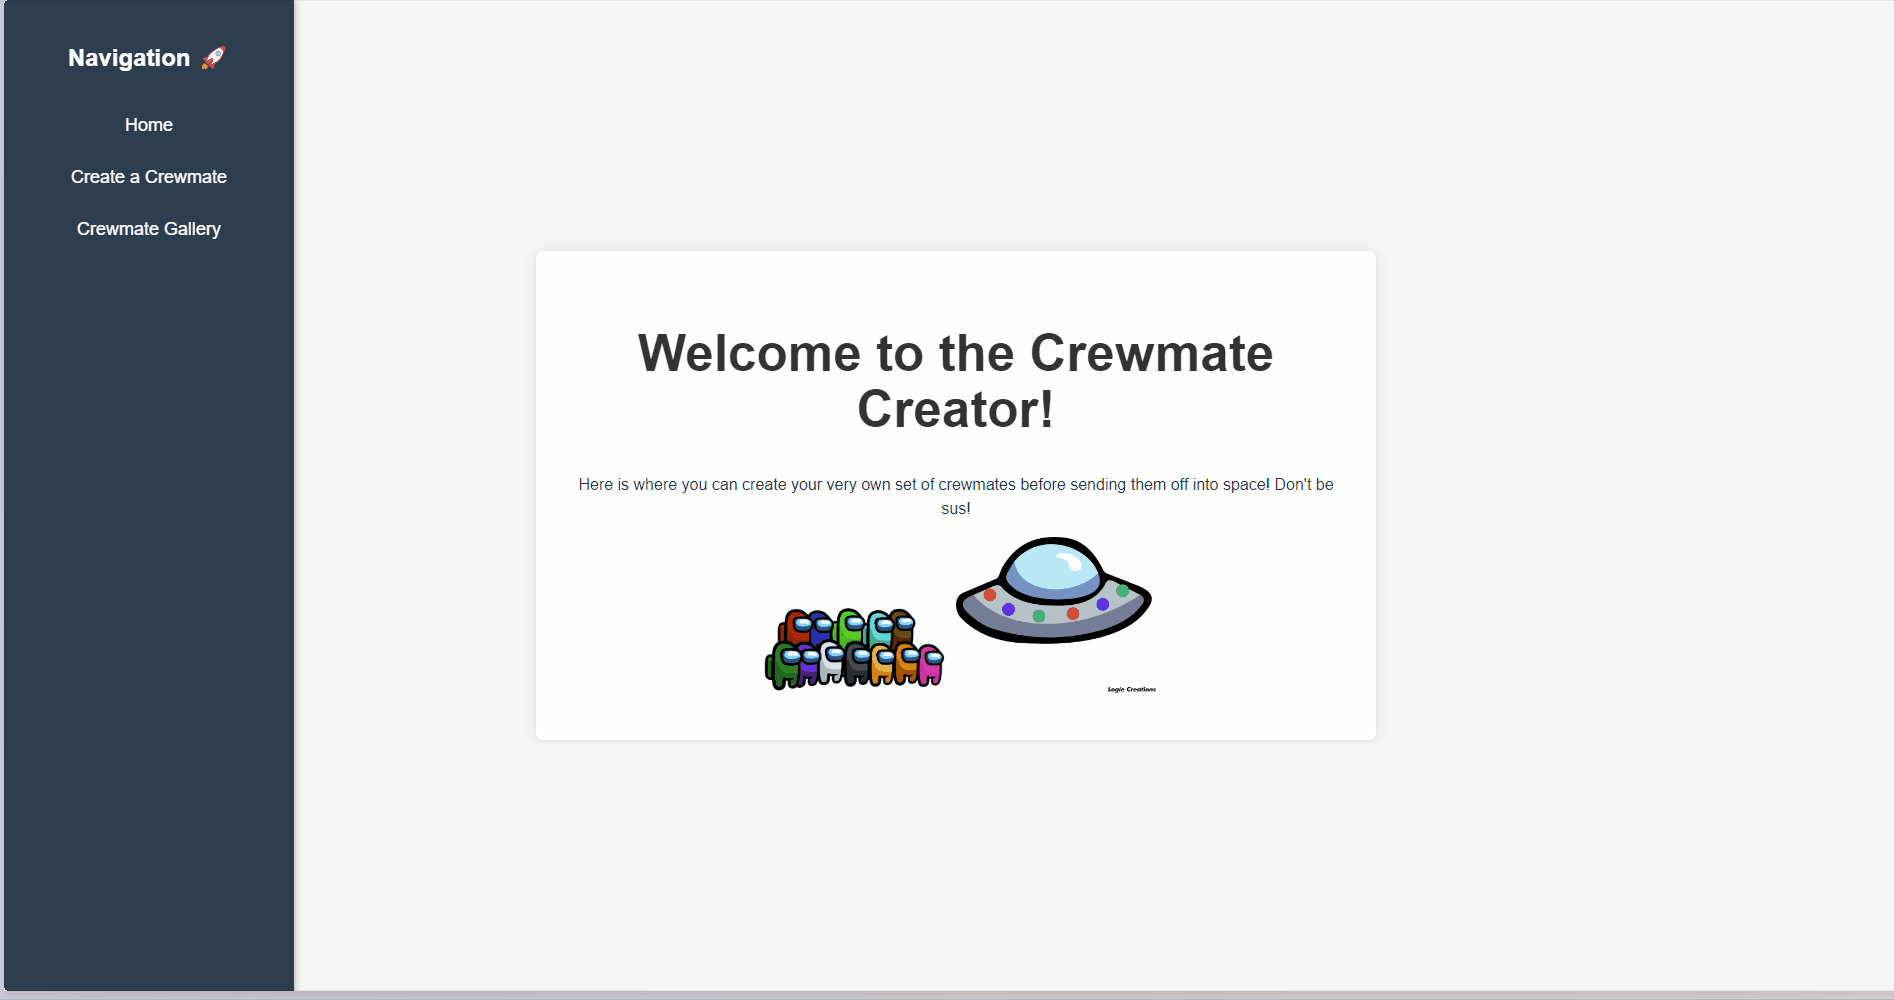 Navigation 🚀
Home
Create a Crewmate
Crewmate Gallery
Welcome to the Crewmate
Creator!
Here is where you can create your very own set of crewmates before sending them off into space! Don't be
sus!
Logie Creations